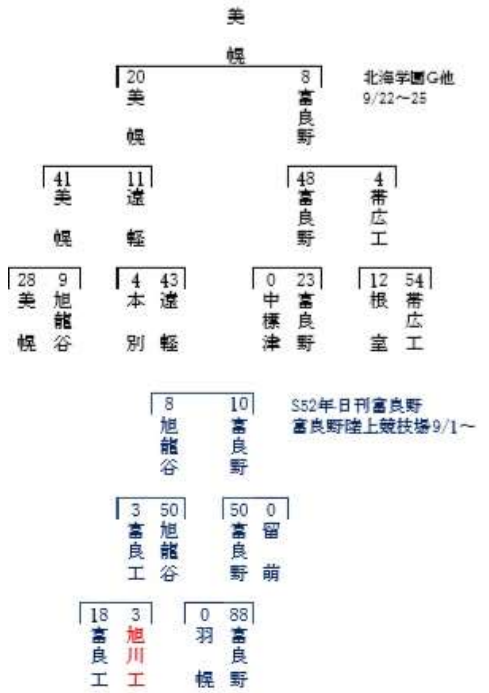 美幌
20 8
美幌 富良野
北海学園G他
9/22～25
41 11 48 4
美幌 遠軽 富良野 帯広工
28 9 4 43 0 23 12 54
美幌 旭龍谷 本別 遠軽 中標津 富良野 根室 帯広工
8 10
旭龍谷 富良野
S52年日刊富良野
富良野陸上競技場9/1～
3 50 50 0
富良工 旭龍谷 富良野 留萌
18 3 0 88
富良工 旭川工 羽幌 富良野